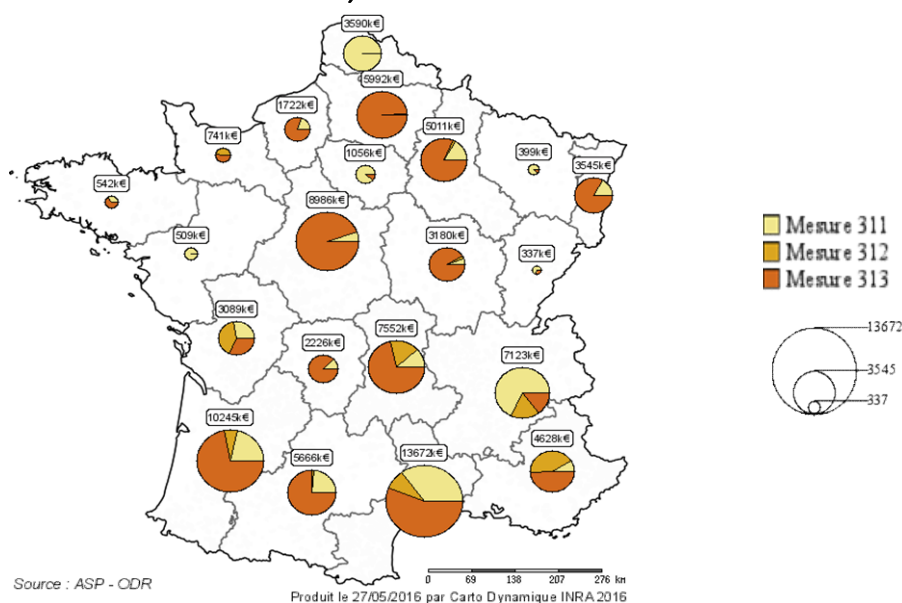 3590k€
5992k€
1722k€
741k€
5011k€
1056k€
399k€
3545k€
542k€
8986k€
509k€
3180k€
337k€
3089k€
2226k€
7552k€
7123k€
10245k€
5666k€
13672k€
4628k€
Mesure 311
Mesure 312
Mesure 313
13672
3545
337
0 69 138 207 276 km
Source : ASP - ODR
Produit le 27/05/2016 par Carto Dynamique INRA 2016